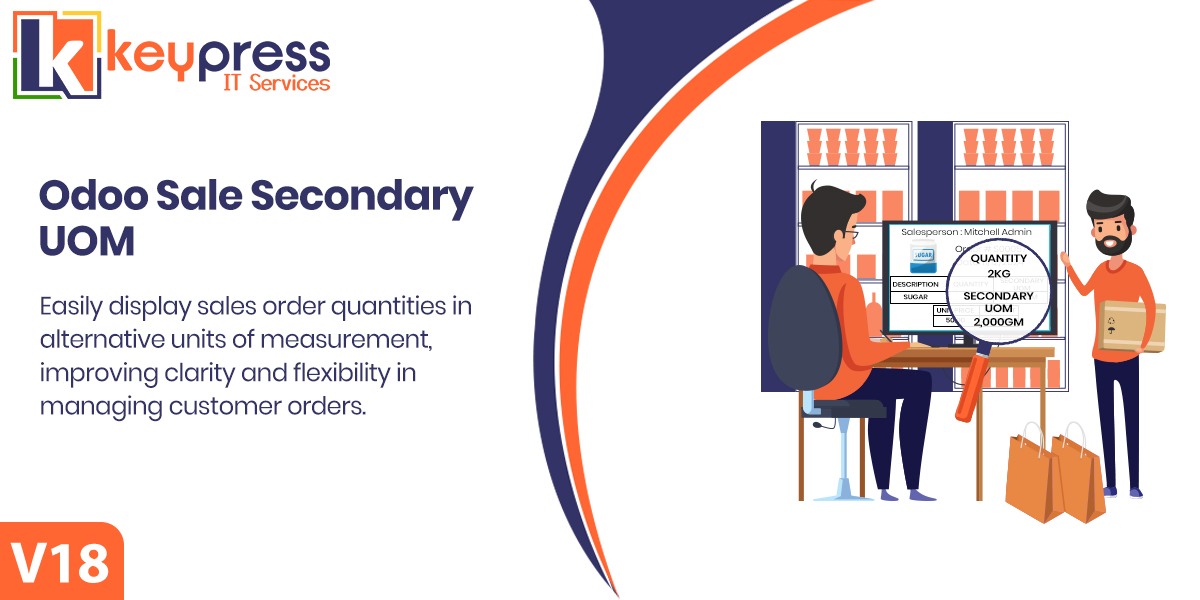 keypress
IT Services
Odoo Sale Secondary
UOM
Easily display sales order quantities in
alternative units of measurement,
improving clarity and flexibility in
managing customer orders.
V18
Salesperson : Mitchell Admin
SUGAR
QUANTITY
2KG
DESCRIPTION
SUGAR
SECONDARY
UOM
2,000GM